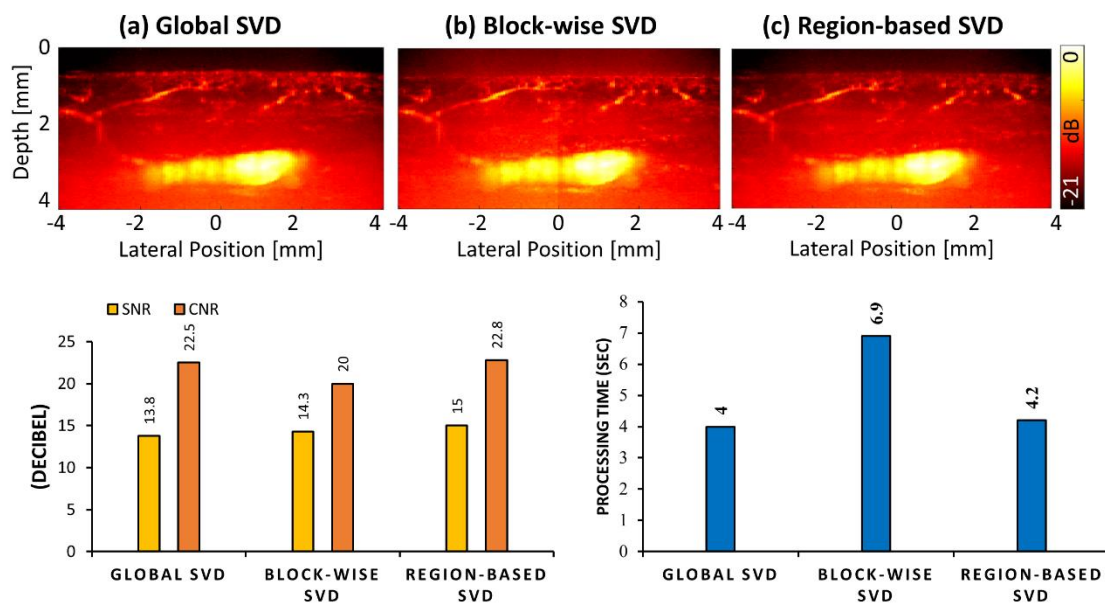 (a) Global SVD
(b) Block-wise SVD
(c) Region-based SVD
Depth [mm]
0
2
4
-4
-2
0
2
4
Lateral Position [mm]
-4
-2
0
2
4
Lateral Position [mm]
-4
-2
0
2
4
Lateral Position [mm]
0
dB
-21
SNR
CNR
(DECIBEL)
25
20
15
10
5
0
13.8
22.5
14.3
20
15
22.8
GLOBAL SVD
BLOCK-WISE
SVD
REGION-BASED
SVD
PROCESSING TIME (SEC)
8
7
6
5
4
3
2
1
0
4
6.9
4.2
GLOBAL SVD
BLOCK-WISE
SVD
REGION-BASED
SVD